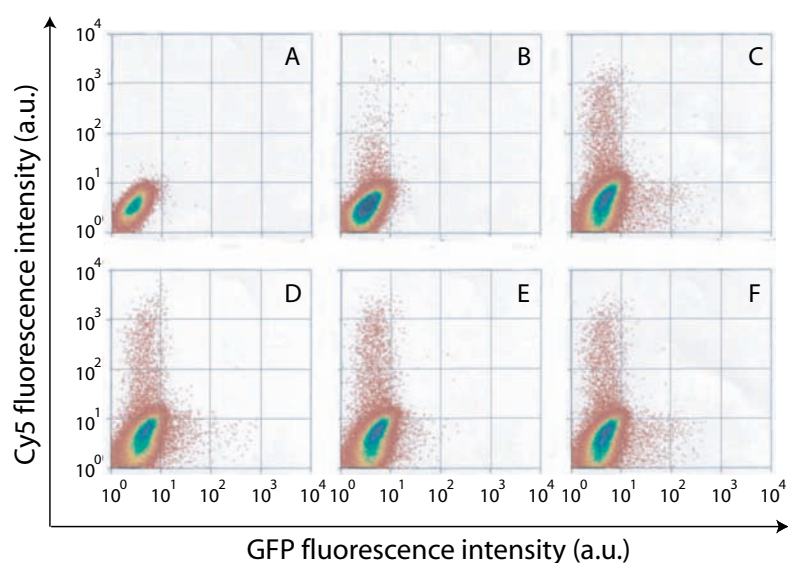 Cy5 fluorescence intensity (a.u.)
10⁴ A B C
10³
10²
10¹
10⁰
10⁴ D E F
10³
10²
10¹
10⁰
10⁰ 10¹ 10² 10³ 10⁴ 10⁰ 10¹ 10² 10³ 10⁴ 10⁰ 10¹ 10² 10³ 10⁴
GFP fluorescence intensity (a.u.)